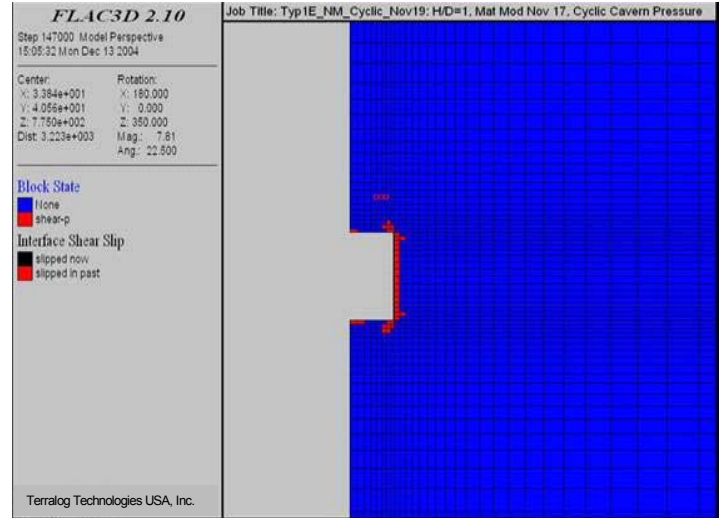 FLAC3D 2.10
Step 147000 Model Perspective
15:05:32 Mon Dec 13 2004
Center:
X: 3.384e+001
Y: 4.056e+001
Z: 7.750e+002
Dist: 3.223e+003
Rotation:
X: 180.000
Y: 0.000
Z: 350.000
Mag.: 7.81
Ang.: 22.500
Block State
None
shear-p
Interface Shear Slip
slipped now
slipped in past
Terralog Technologies USA, Inc.
Job Title: Typ1E_NM_Cyclic_Nov19: H/D=1, Mat Mod Nov 17, Cyclic Cavern Pressure